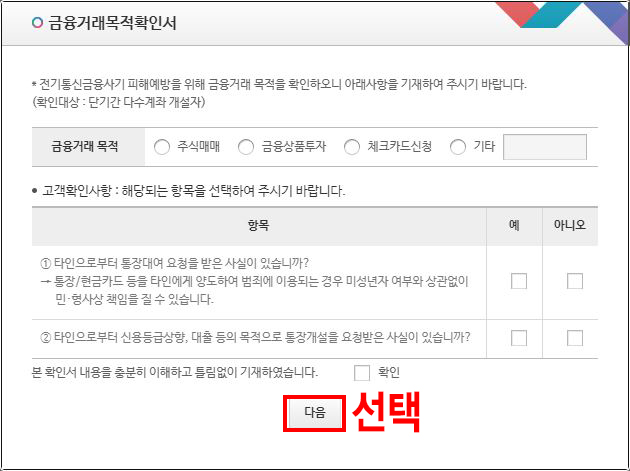 금융거래목적확인서
* 전기통신금융사기 피해예방을 위해 금융거래 목적을 확인하오니 아래사항을 기재하여 주시기 바랍니다.
(확인대상 : 단기간 다수계좌 개설자)
금융거래 목적 주식매매 금융상품투자 체크카드신청 기타
• 고객확인사항 : 해당되는 항목을 선택하여 주시기 바랍니다.
항목 예 아니오
① 타인으로부터 통장대여 요청을 받은 사실이 있습니까?
→ 통장/현금카드 등을 타인에게 양도하여 범죄에 이용되는 경우 미성년자 여부와 상관없이
민·형사상 책임을 질 수 있습니다.
② 타인으로부터 신용등급상향, 대출 등의 목적으로 통장개설을 요청받은 사실이 있습니까?
본 확인서 내용을 충분히 이해하고 틀림없이 기재하였습니다. 확인
다음 선택